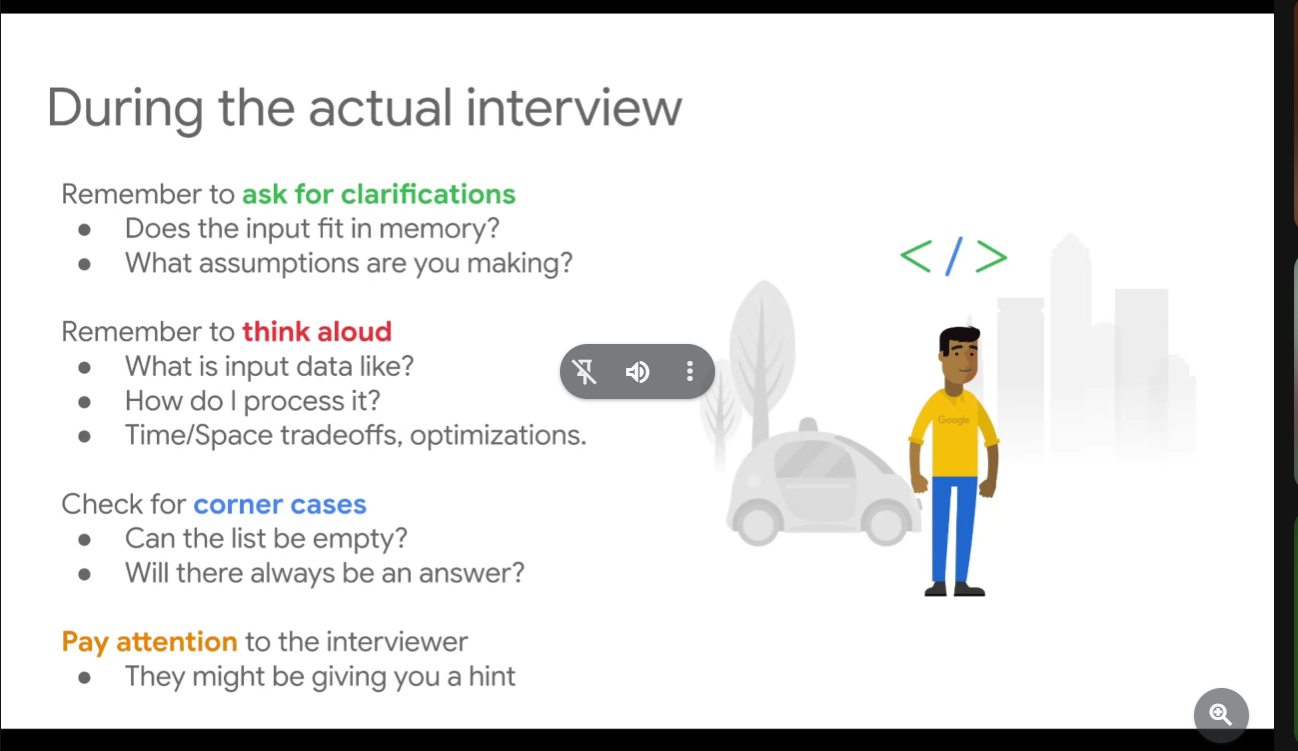 During the actual interview
Remember to ask for clarifications
● Does the input fit in memory?
● What assumptions are you making?
Remember to think aloud
● What is input data like?
● How do I process it?
● Time/Space tradeoffs, optimizations.
Check for corner cases
● Can the list be empty?
● Will there always be an answer?
Pay attention to the interviewer
● They might be giving you a hint
</>
Google